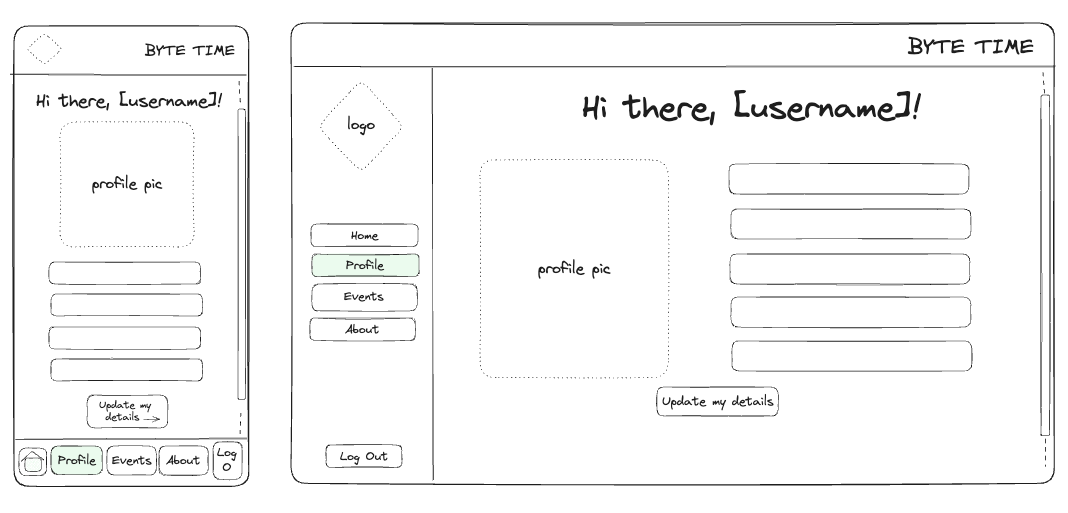 BYTE TIME
Hi there, [username]!
profile pic
Update my
details
Profile
Events
About
Log
O
BYTE TIME
logo
Home
Profile
Events
About
Log Out
Hi there, [username]!
profile pic
Update my details